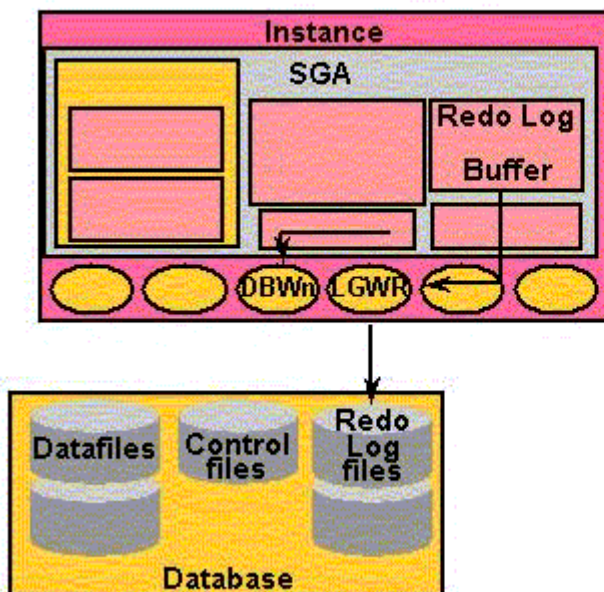 Instance
SGA
Redo Log
Buffer
DBWn
LGWR
Datafiles
Control
files
Redo
Log
files
Database